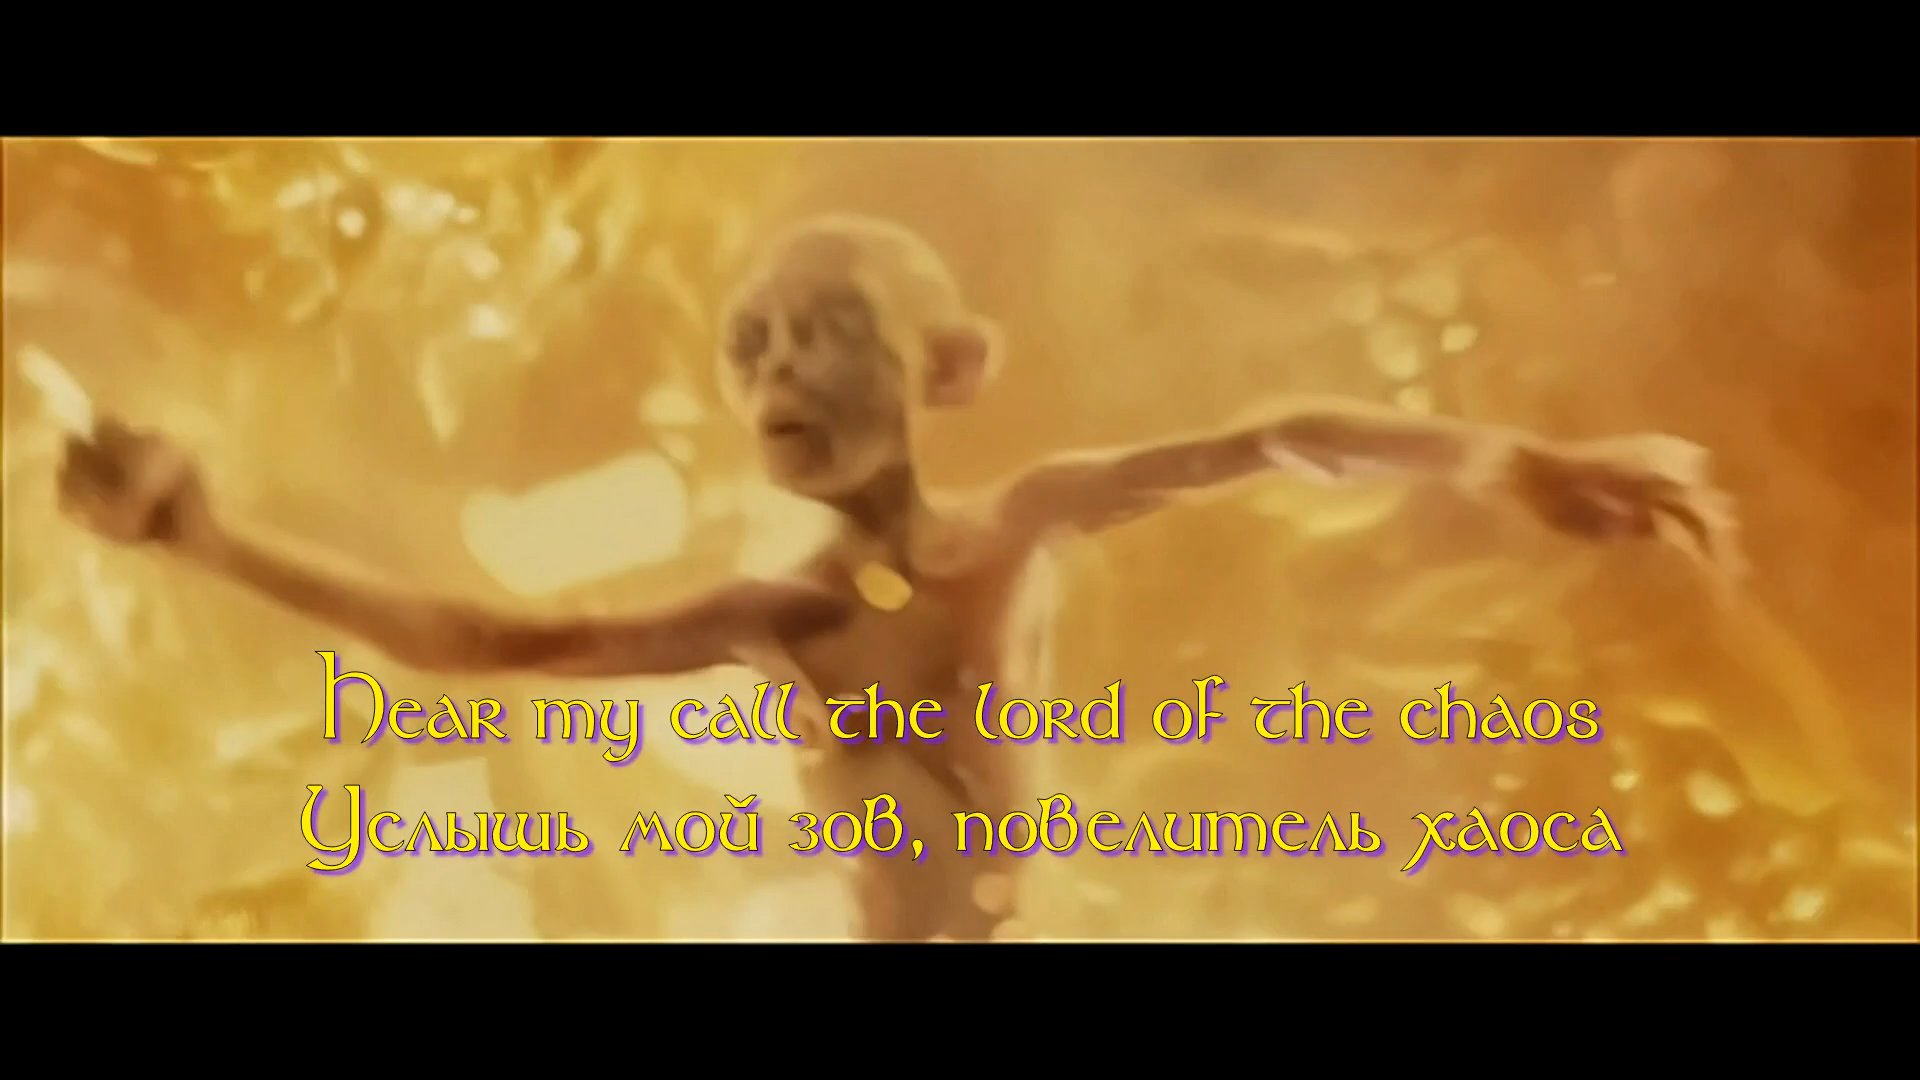 Hear my call the lord of the chaos
Услышь мой зов, повелитель хаоса